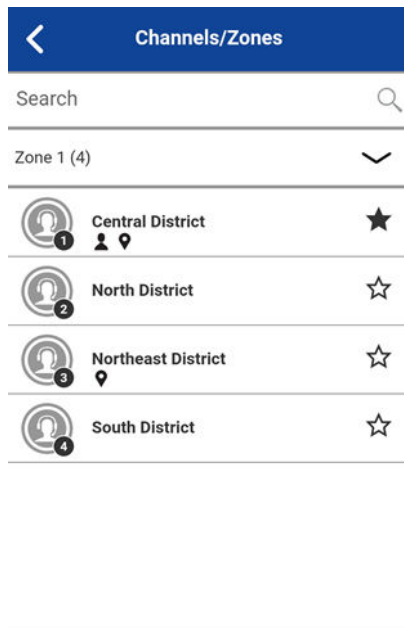 Channels/Zones
Search
Zone 1 (4)
1
Central District
2
North District
3
Northeast District
4
South District